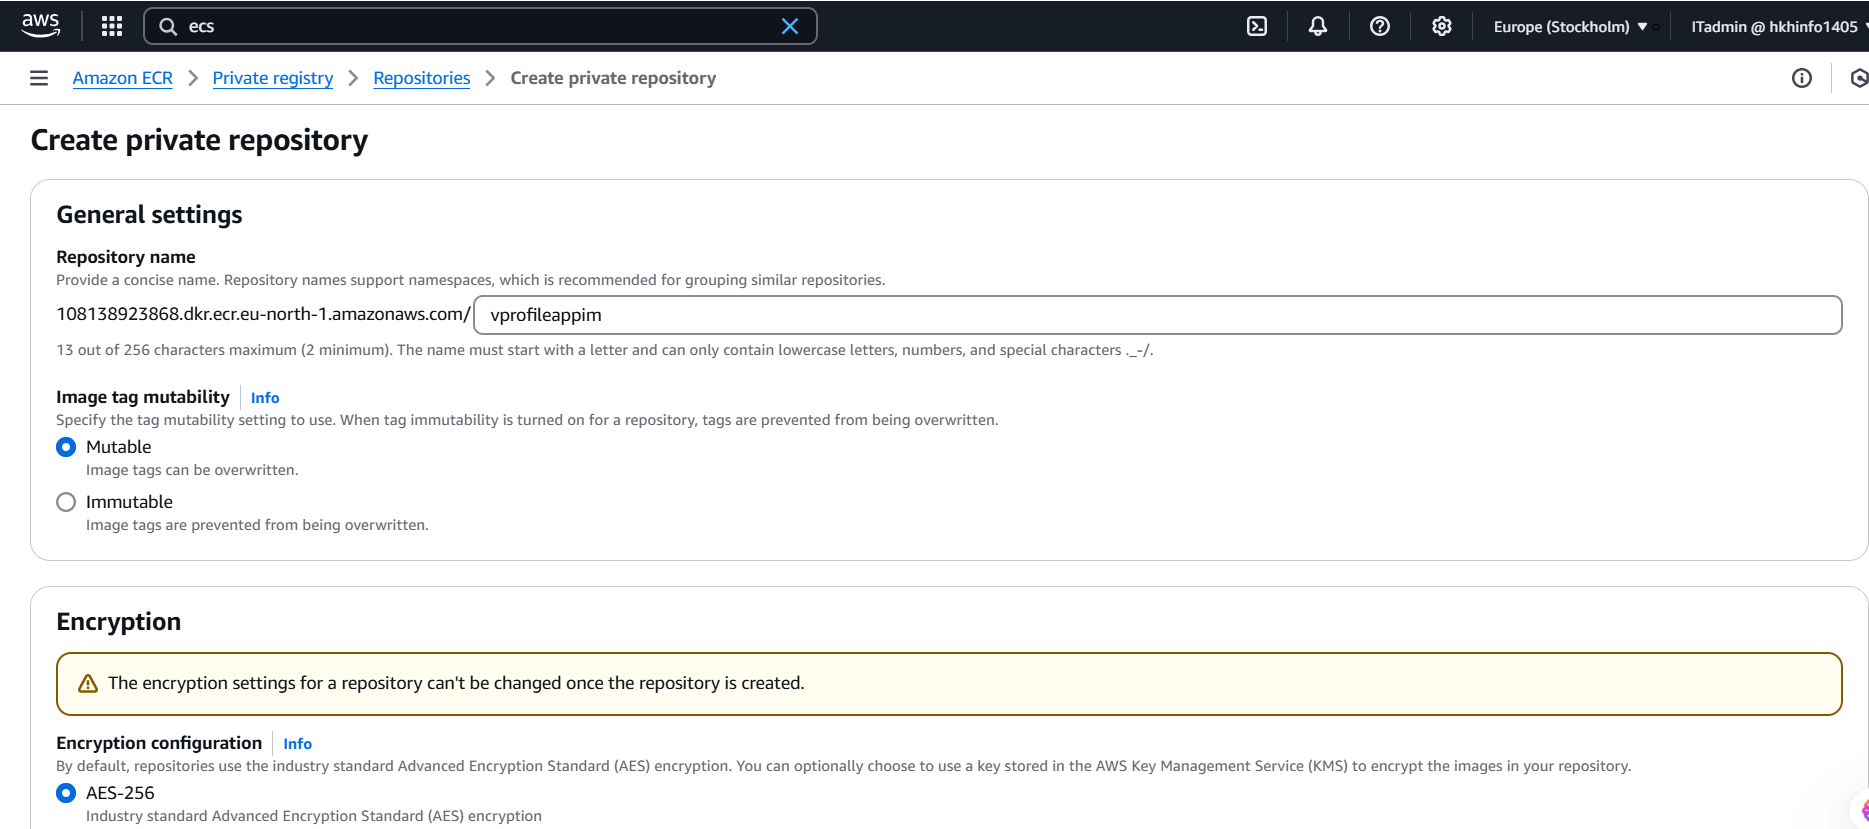 aws
ecs
Europe (Stockholm)
ITadmin @ hkhinfo1405
Amazon ECR
Private registry
Repositories
Create private repository
Create private repository
General settings
Repository name
Provide a concise name. Repository names support namespaces, which is recommended for grouping similar repositories.
108138923868.dkr.ecr.eu-north-1.amazonaws.com/ vprofileappim
13 out of 256 characters maximum (2 minimum). The name must start with a letter and can only contain lowercase letters, numbers, and special characters ._-/.
Image tag mutability Info
Specify the tag mutability setting to use. When tag immutability is turned on for a repository, tags are prevented from being overwritten.
Mutable
Image tags can be overwritten.
Immutable
Image tags are prevented from being overwritten.
Encryption
The encryption settings for a repository can't be changed once the repository is created.
Encryption configuration Info
By default, repositories use the industry standard Advanced Encryption Standard (AES) encryption. You can optionally choose to use a key stored in the AWS Key Management Service (KMS) to encrypt the images in your repository.
AES-256
Industry standard Advanced Encryption Standard (AES) encryption